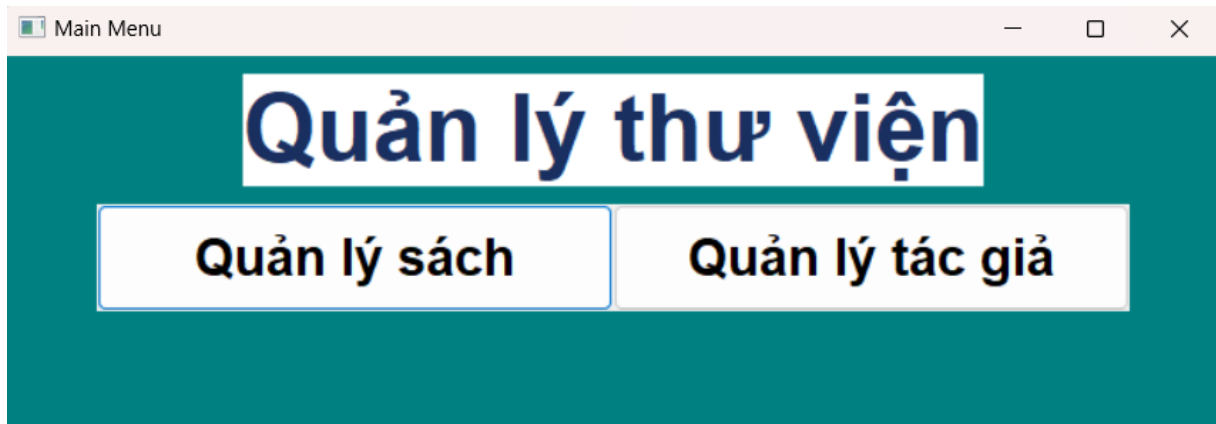 Main Menu
Quản lý thư viện
Quản lý sách
Quản lý tác giả